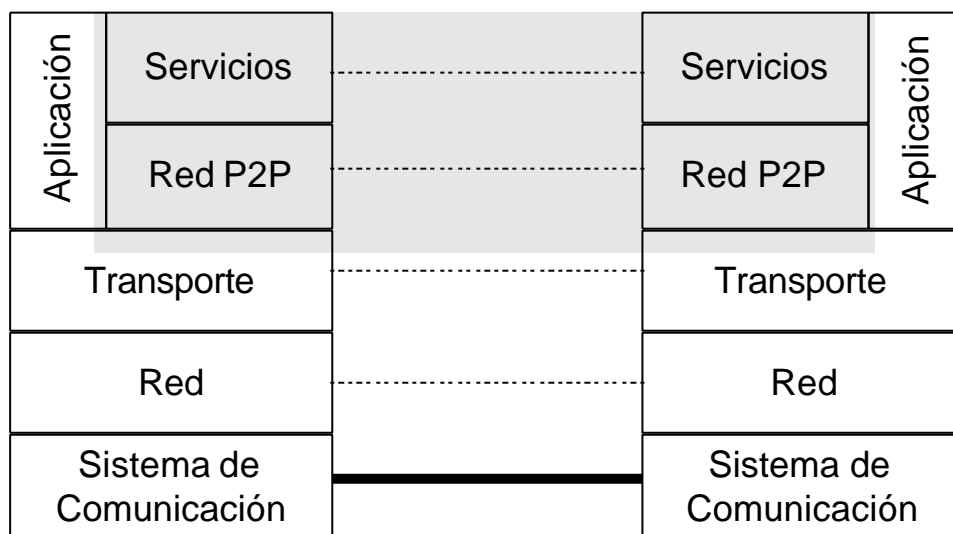 Aplicación
Servicios
Servicios
Aplicación
Red P2P
Red P2P
Transporte
Transporte
Red
Red
Sistema de
Comunicación
Sistema de
Comunicación